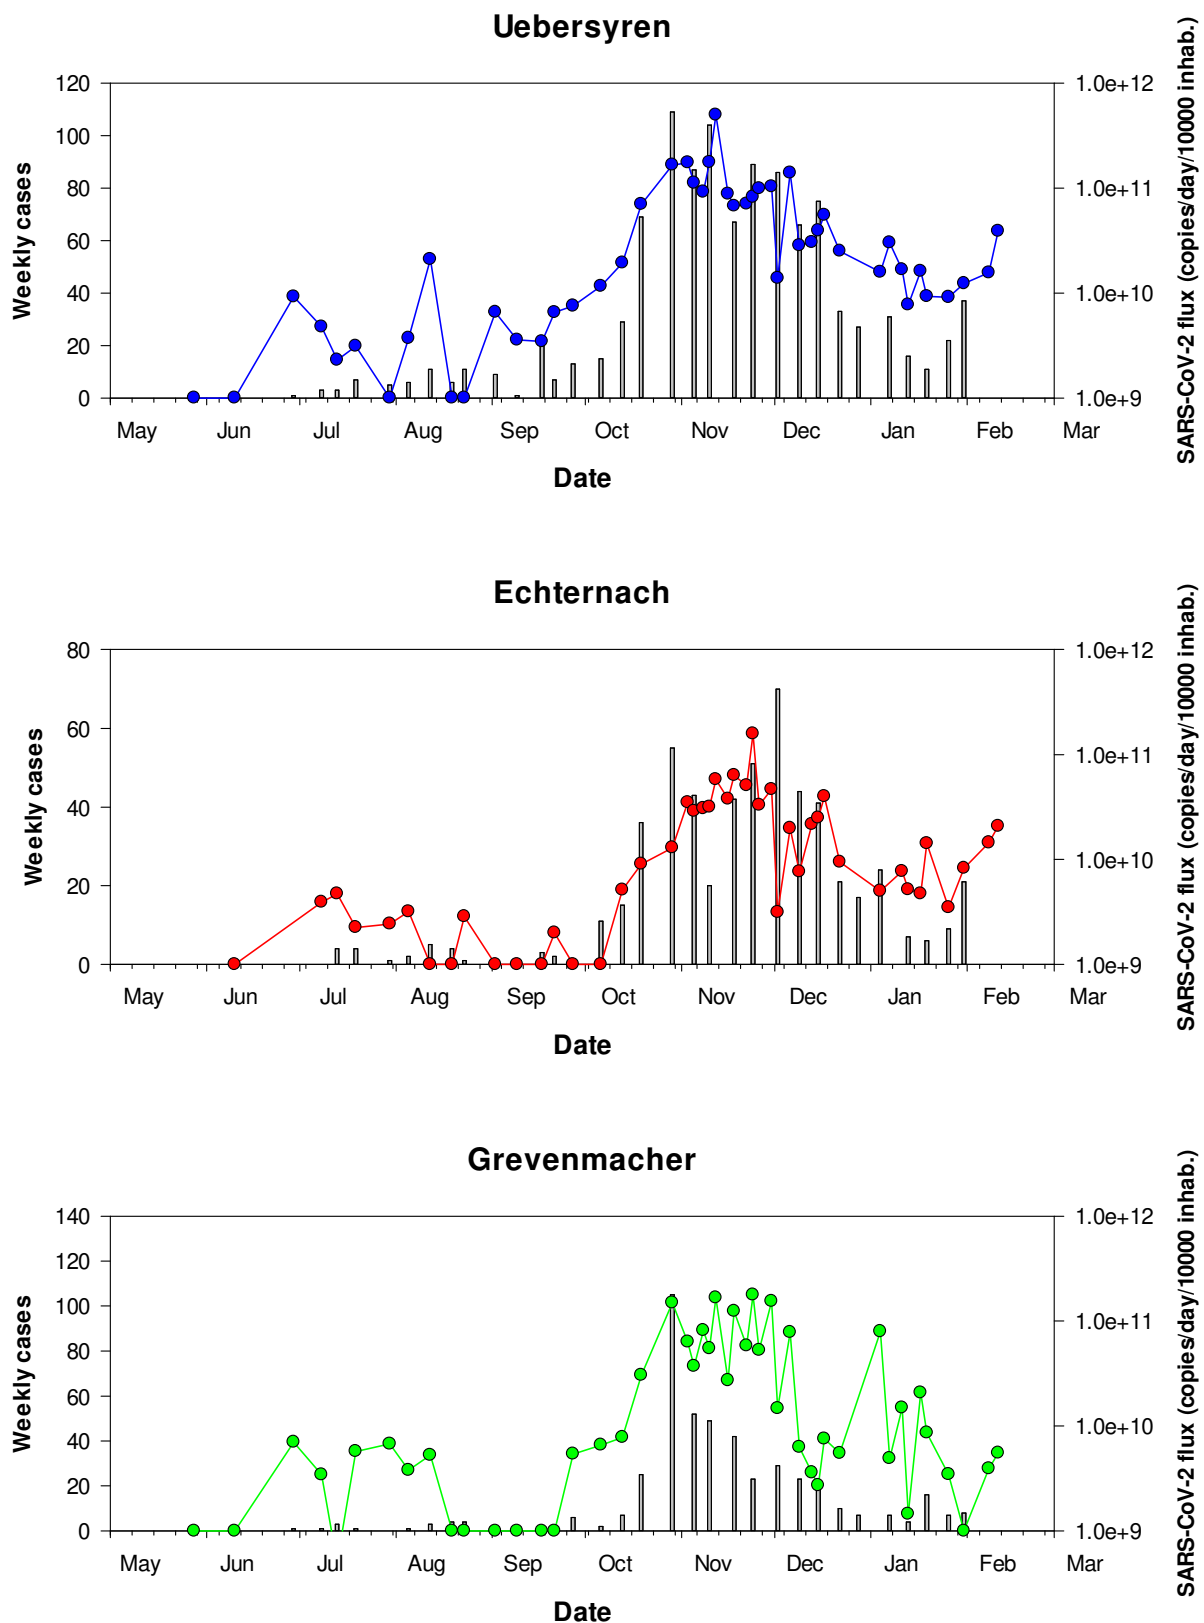 Uebersyren
Weekly cases
SARS-CoV-2 flux (copies/day/10000 inhab.)
120 1.0e+12
100
80 1.0e+11
60
40 1.0e+10
20
0 1.0e+9
May Jun Jul Aug Sep Oct Nov Dec Jan Feb Mar
Date
Echternach
Weekly cases
SARS-CoV-2 flux (copies/day/10000 inhab.)
80 1.0e+12
60 1.0e+11
40
20 1.0e+10
0 1.0e+9
May Jun Jul Aug Sep Oct Nov Dec Jan Feb Mar
Date
Grevenmacher
Weekly cases
SARS-CoV-2 flux (copies/day/10000 inhab.)
140 1.0e+12
120
100 1.0e+11
80
60
40 1.0e+10
20
0 1.0e+9
May Jun Jul Aug Sep Oct Nov Dec Jan Feb Mar
Date